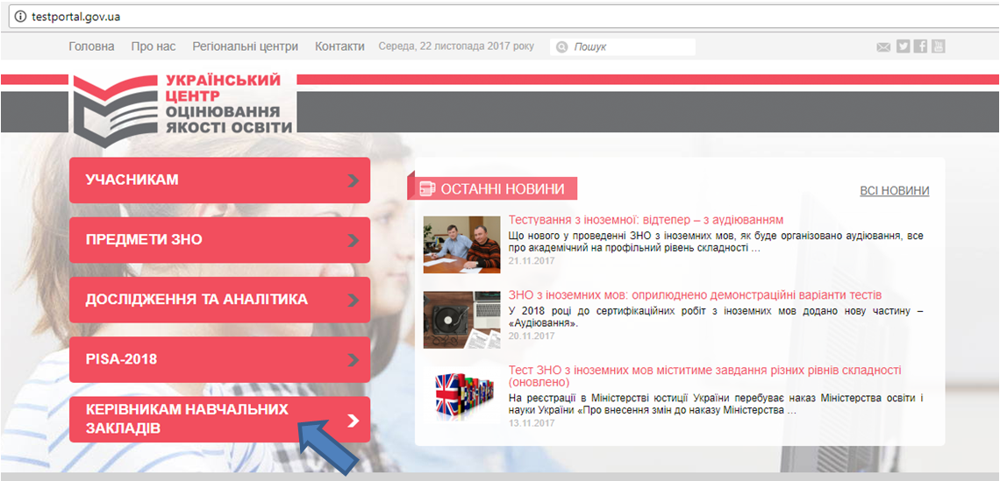 testportal.gov.ua
Головна Про нас Регіональні центри Контакти Середа, 22 листопада 2017 року Пошук
УКРАЇНСЬКИЙ
ЦЕНТР
ОЦІНЮВАННЯ
ЯКОСТІ ОСВІТИ
УЧАСНИКАМ
ПРЕДМЕТИ ЗНО
ДОСЛІДЖЕННЯ ТА АНАЛІТИКА
PISA-2018
КЕРІВНИКАМ НАВЧАЛЬНИХ
ЗАКЛАДІВ
ОСТАННІ НОВИНИ
ВСІ НОВИНИ
Тестування з іноземної: відтепер – з аудіюванням
Що нового у проведенні ЗНО з іноземних мов, як буде організовано аудіювання, все
про академічний на профільний рівень складності ...
21.11.2017
ЗНО з іноземних мов: оприлюднено демонстраційні варіанти тестів
У 2018 році до сертифікаційних робіт з іноземних мов додано нову частину –
«Аудіювання».
20.11.2017
Тест ЗНО з іноземних мов міститиме завдання різних рівнів складності
(оновлено)
На реєстрації в Міністерстві юстиції України перебуває наказ Міністерства освіти і
науки України «Про внесення змін до наказу Міністерства ...
13.11.2017